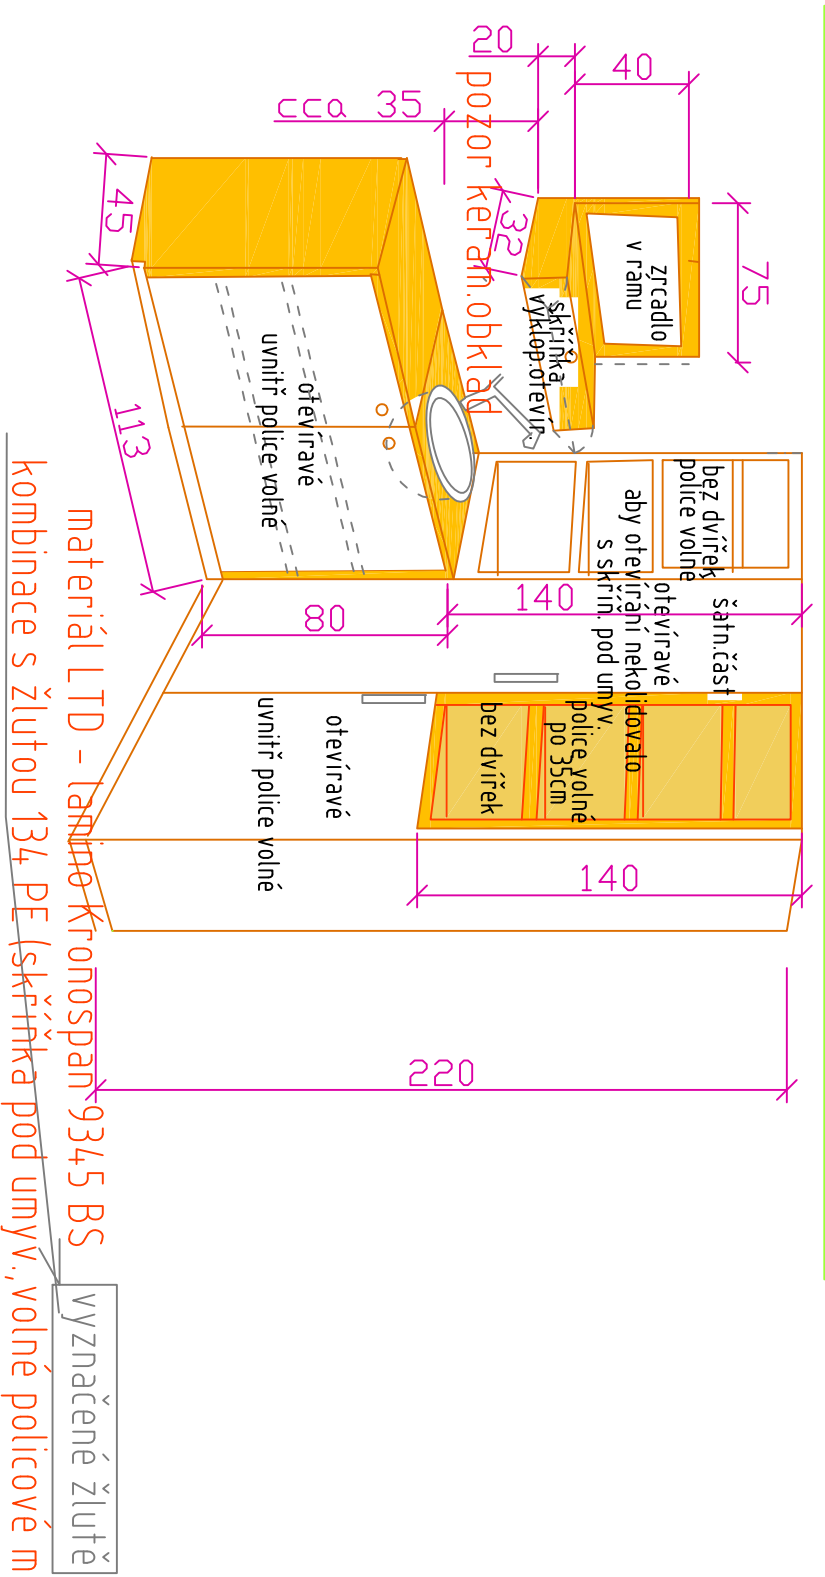 20
40
cca 35
pozor keram.obklad
32
45
75
zrcadlo
v rámu
skříňka
výklop.otevír.
113
otevíravé
uvnitř police volné
bez dvířek
police volné
80
140
šatn.část
otevíravé
aby otevírání nekolidovalo
s skřín. pod umyv.
bez dvířek
police volné
po 35cm
otevíravé
uvnitř police volné
140
220
materiál LTD - lamino Kronospan 9345 BS
kombinace s žlutou 134 PE (skříňka pod umyv., volné policové m
vyznačené žlutě